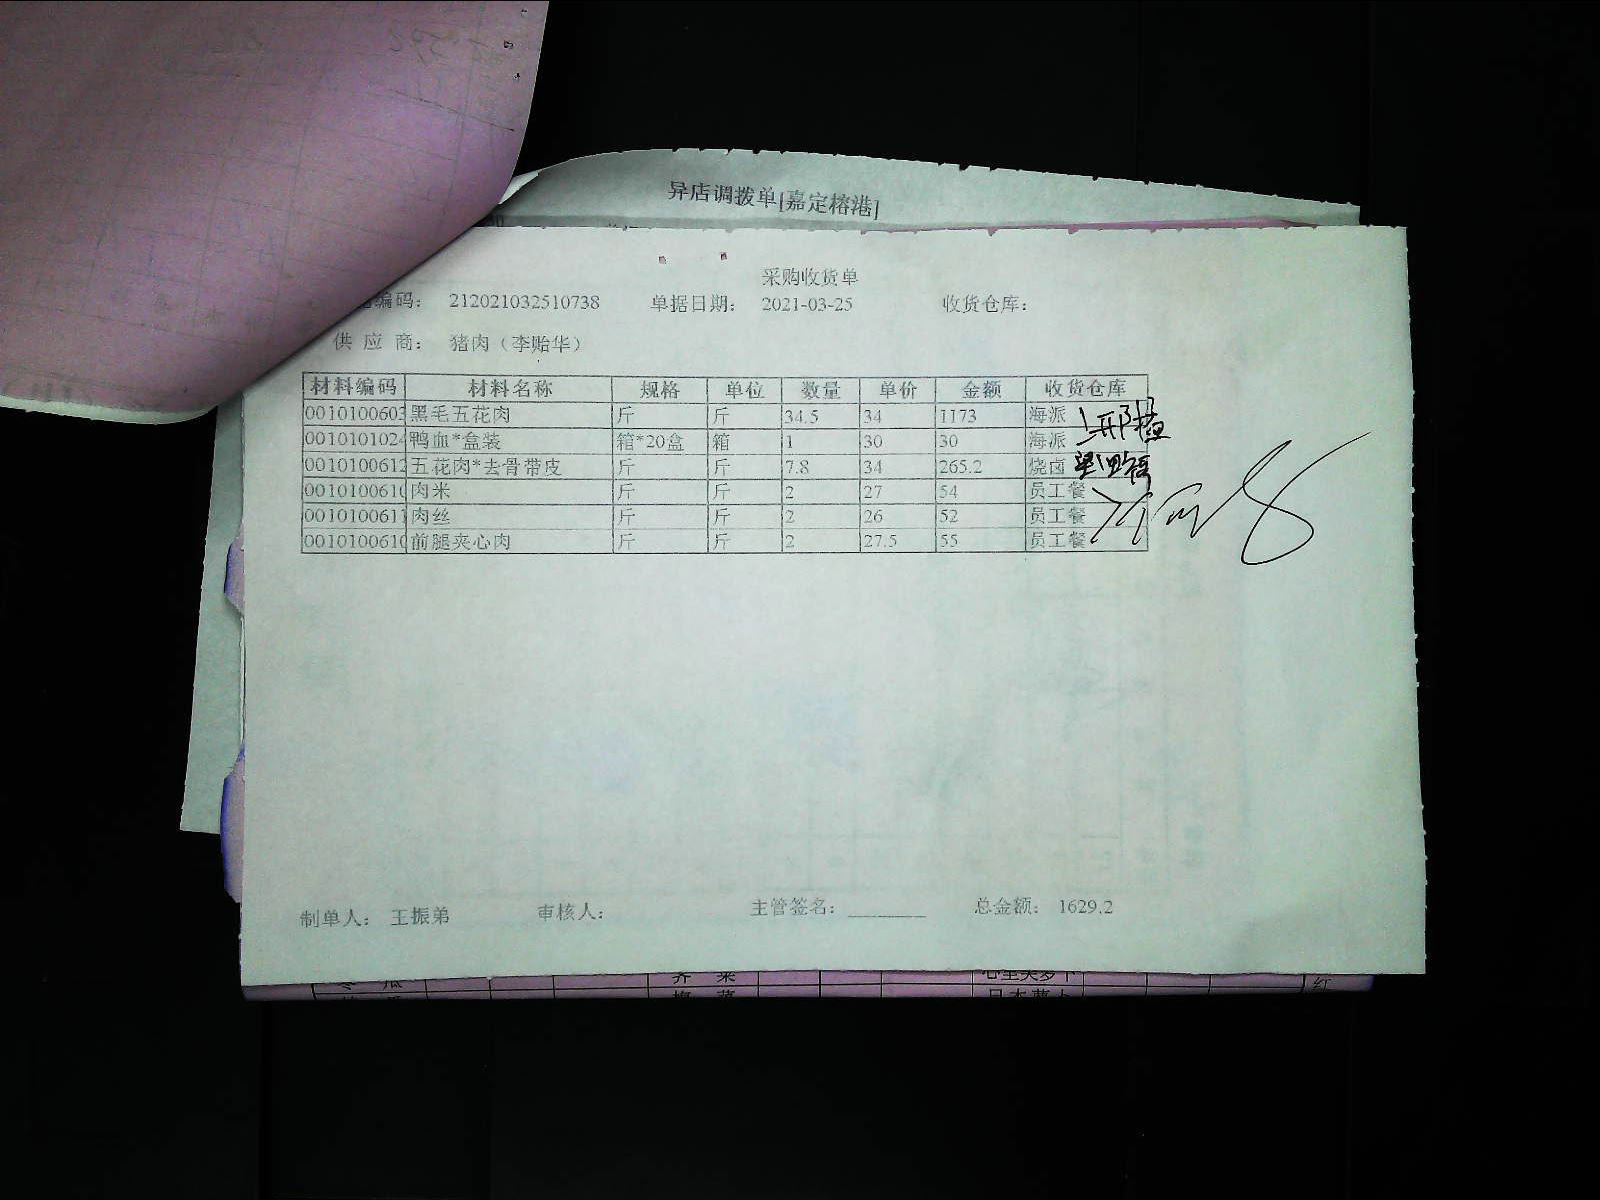 异店调拨单[嘉定榕港]
采购收货单
编码： 212021032510738 单据日期： 2021-03-25 收货仓库：
供 应 商： 猪肉（李贻华）
材料编码 材料名称 规格 单位 数量 单价 金额 收货仓库
0010100603 黑毛五花肉 斤 斤 34.5 34 1173 海派
0010101024 鸭血*盒装 箱*20盒 箱 1 30 30 海派
0010100612 五花肉*去骨带皮 斤 斤 7.8 34 265.2 烧卤
001010061 肉米 斤 斤 2 27 54 员工餐
0010100611 肉丝 斤 斤 2 26 52 员工餐
001010061 前腿夹心肉 斤 斤 2 27.5 55 员工餐
制单人： 王振弟 审核人： 主管签名：________ 总金额： 1629.2